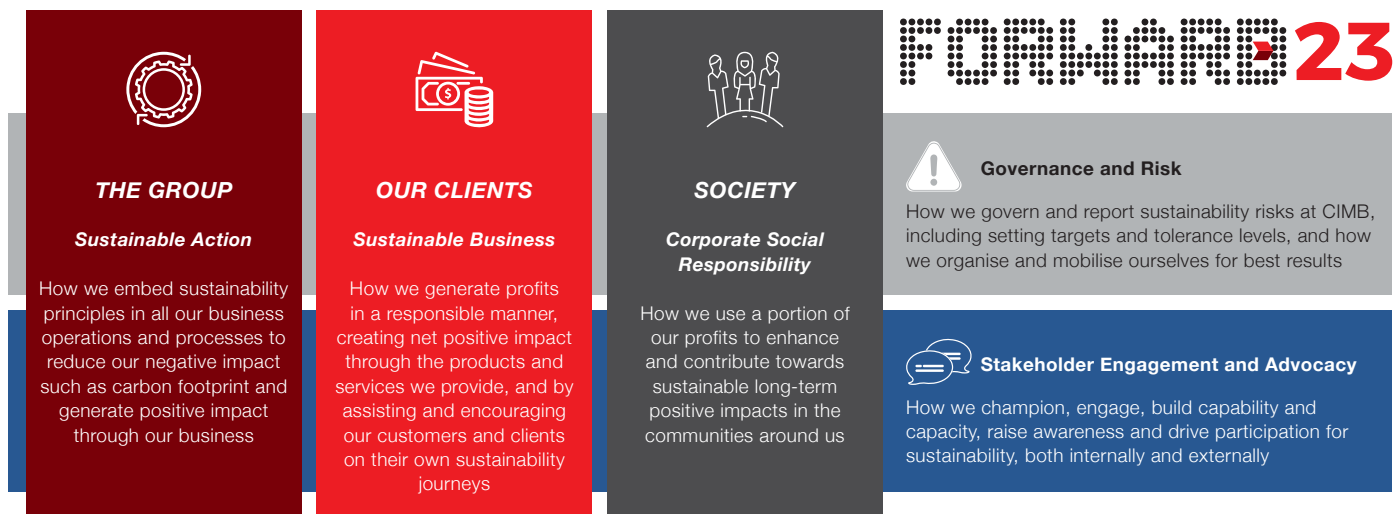 THE GROUP
Sustainable Action
How we embed sustainability
principles in all our business
operations and processes to
reduce our negative impact
such as carbon footprint and
generate positive impact
through our business
$
OUR CLIENTS
Sustainable Business
How we generate profits
in a responsible manner,
creating net positive impact
through the products and
services we provide, and by
assisting and encouraging
our customers and clients
on their own sustainability
journeys
SOCIETY
Corporate Social
Responsibility
How we use a portion of
our profits to enhance
and contribute towards
sustainable long-term
positive impacts in the
communities around us
FORWARD23
Governance and Risk
How we govern and report sustainability risks at CIMB,
including setting targets and tolerance levels, and how
we organise and mobilise ourselves for best results
Stakeholder Engagement and Advocacy
How we champion, engage, build capability and
capacity, raise awareness and drive participation for
sustainability, both internally and externally